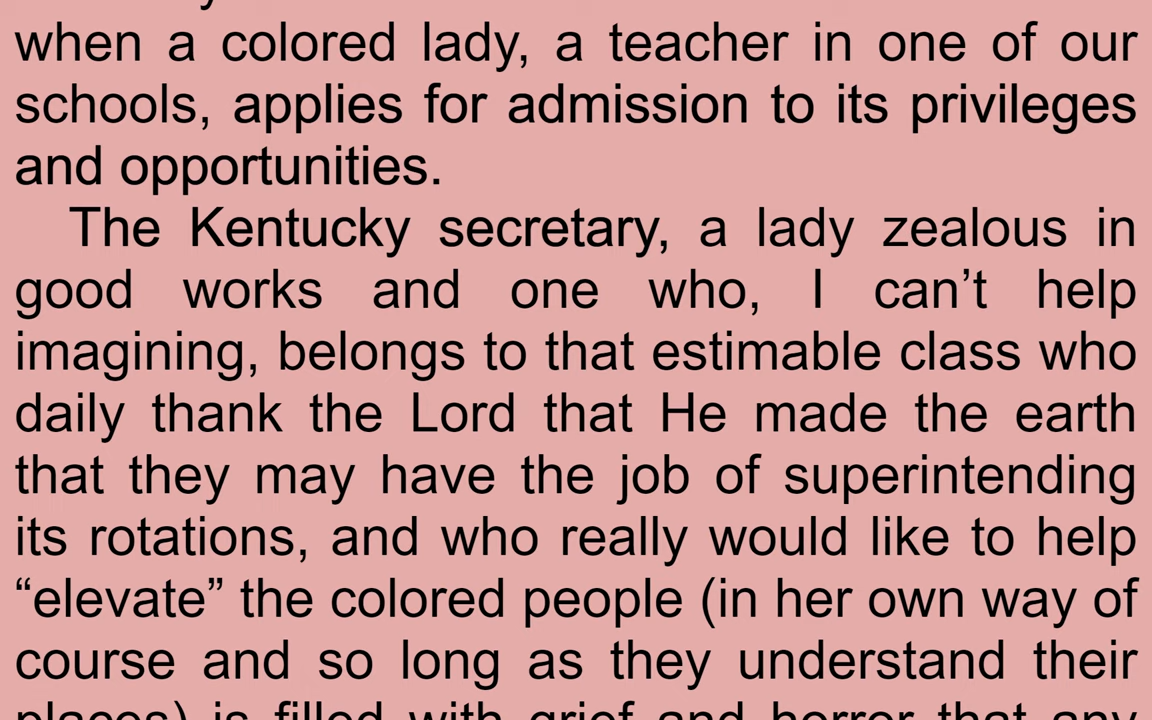 when a colored lady, a teacher in one of our
schools, applies for admission to its privileges
and opportunities.
The Kentucky secretary, a lady zealous in
good works and one who, I can’t help
imagining, belongs to that estimable class who
daily thank the Lord that He made the earth
that they may have the job of superintending
its rotations, and who really would like to help
“elevate” the colored people (in her own way of
course and so long as they understand their
places) is filled with grief and horror that any